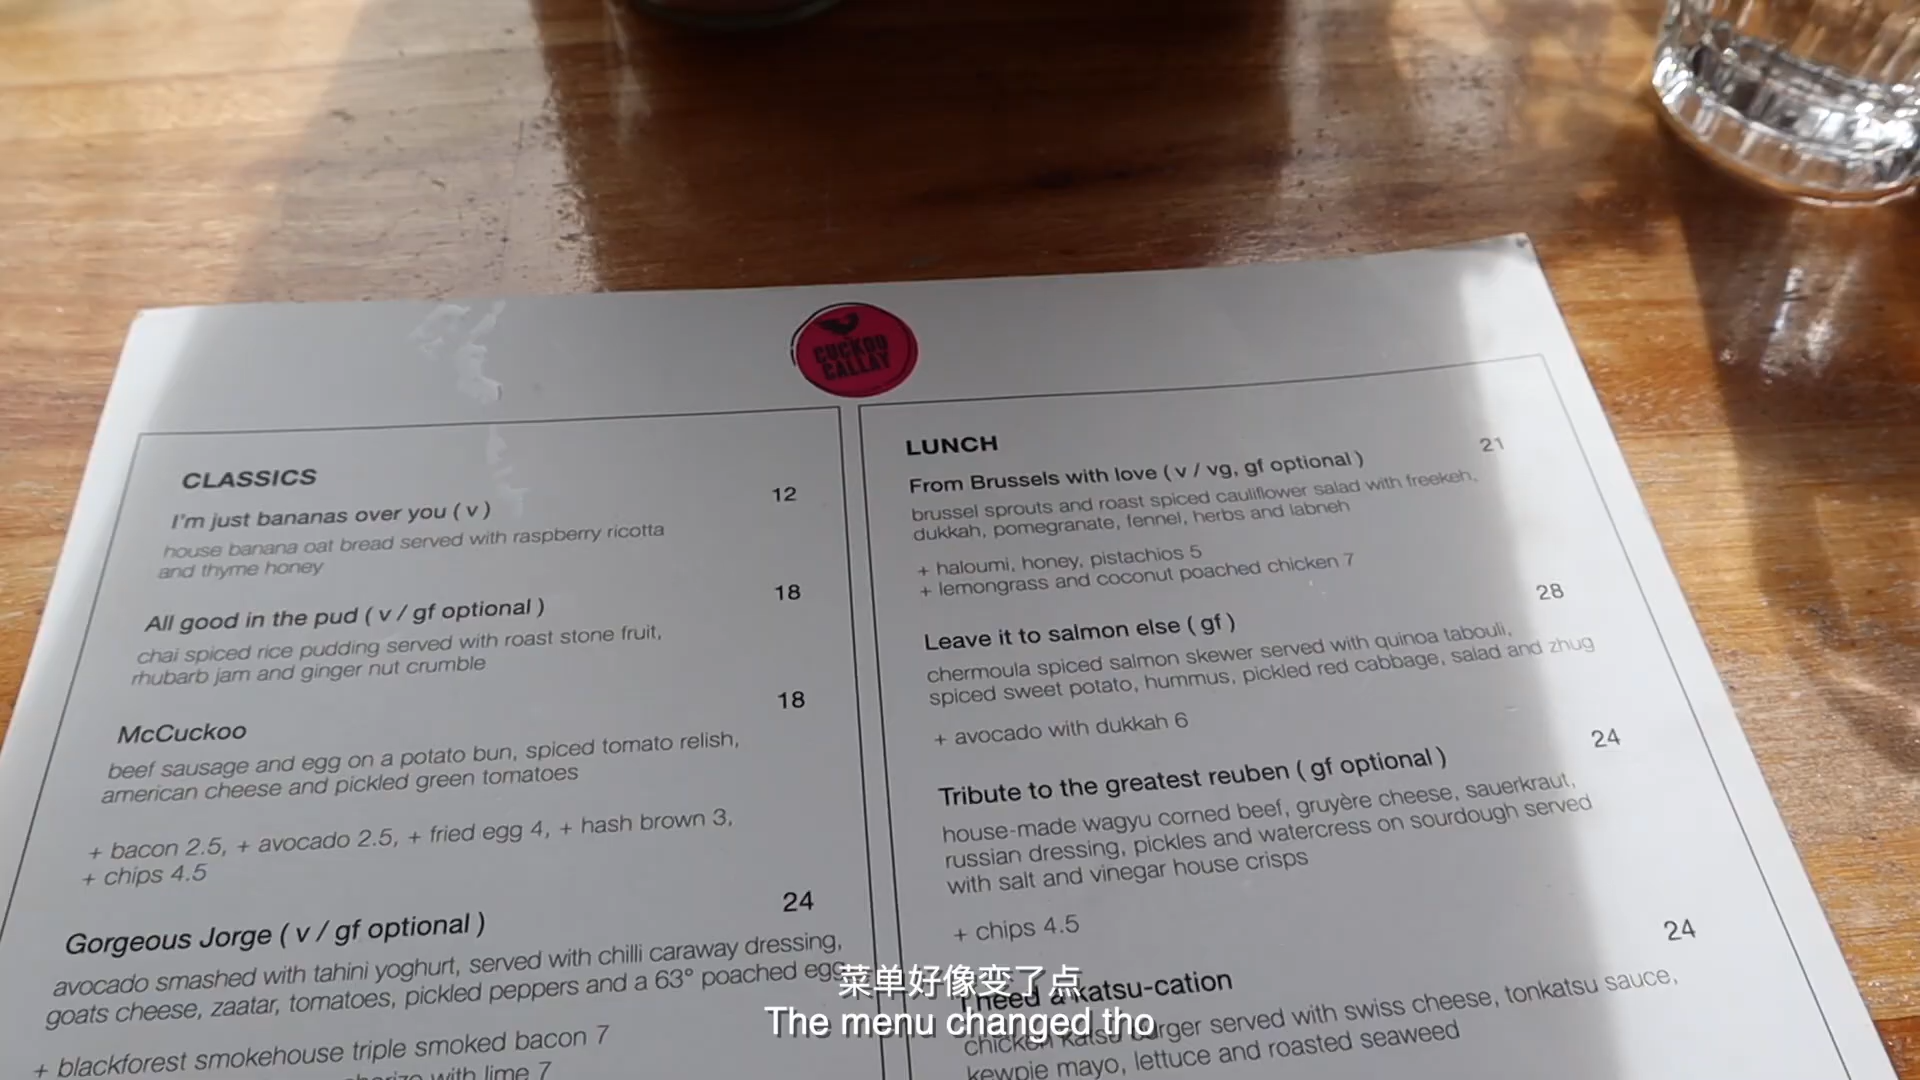 CUCKOO
CALLAY
CLASSICS
I'm just bananas over you ( v )
12
house banana oat bread served with raspberry ricotta
and thyme honey
All good in the pud ( v / gf optional )
18
chai spiced rice pudding served with roast stone fruit,
rhubarb jam and ginger nut crumble
McCuckoo
18
beef sausage and egg on a potato bun, spiced tomato relish,
american cheese and pickled green tomatoes
+ bacon 2.5, + avocado 2.5, + fried egg 4, + hash brown 3,
+ chips 4.5
Gorgeous Jorge ( v / gf optional )
24
avocado smashed with tahini yoghurt, served with chilli caraway dressing,
goats cheese, zaatar, tomatoes, pickled peppers and a 63° poached egg
+ blackforest smokehouse triple smoked bacon 7
with lime 7
LUNCH
From Brussels with love ( v / vg, gf optional )
21
brussel sprouts and roast spiced cauliflower salad with freekeh,
dukkah, pomegranate, fennel, herbs and labneh
+ haloumi, honey, pistachios 5
+ lemongrass and coconut poached chicken 7
Leave it to salmon else ( gf )
28
chermoula spiced salmon skewer served with quinoa tabouli,
spiced sweet potato, hummus, pickled red cabbage, salad and zhug
+ avocado with dukkah 6
Tribute to the greatest reuben ( gf optional )
24
house-made wagyu corned beef, gruyère cheese, sauerkraut,
russian dressing, pickles and watercress on sourdough served
with salt and vinegar house crisps
+ chips 4.5
I need a katsu-cation
24
chicken katsu burger served with swiss cheese, tonkatsu sauce,
kewpie mayo, lettuce and roasted seaweed
菜单好像变了点
The menu changed tho